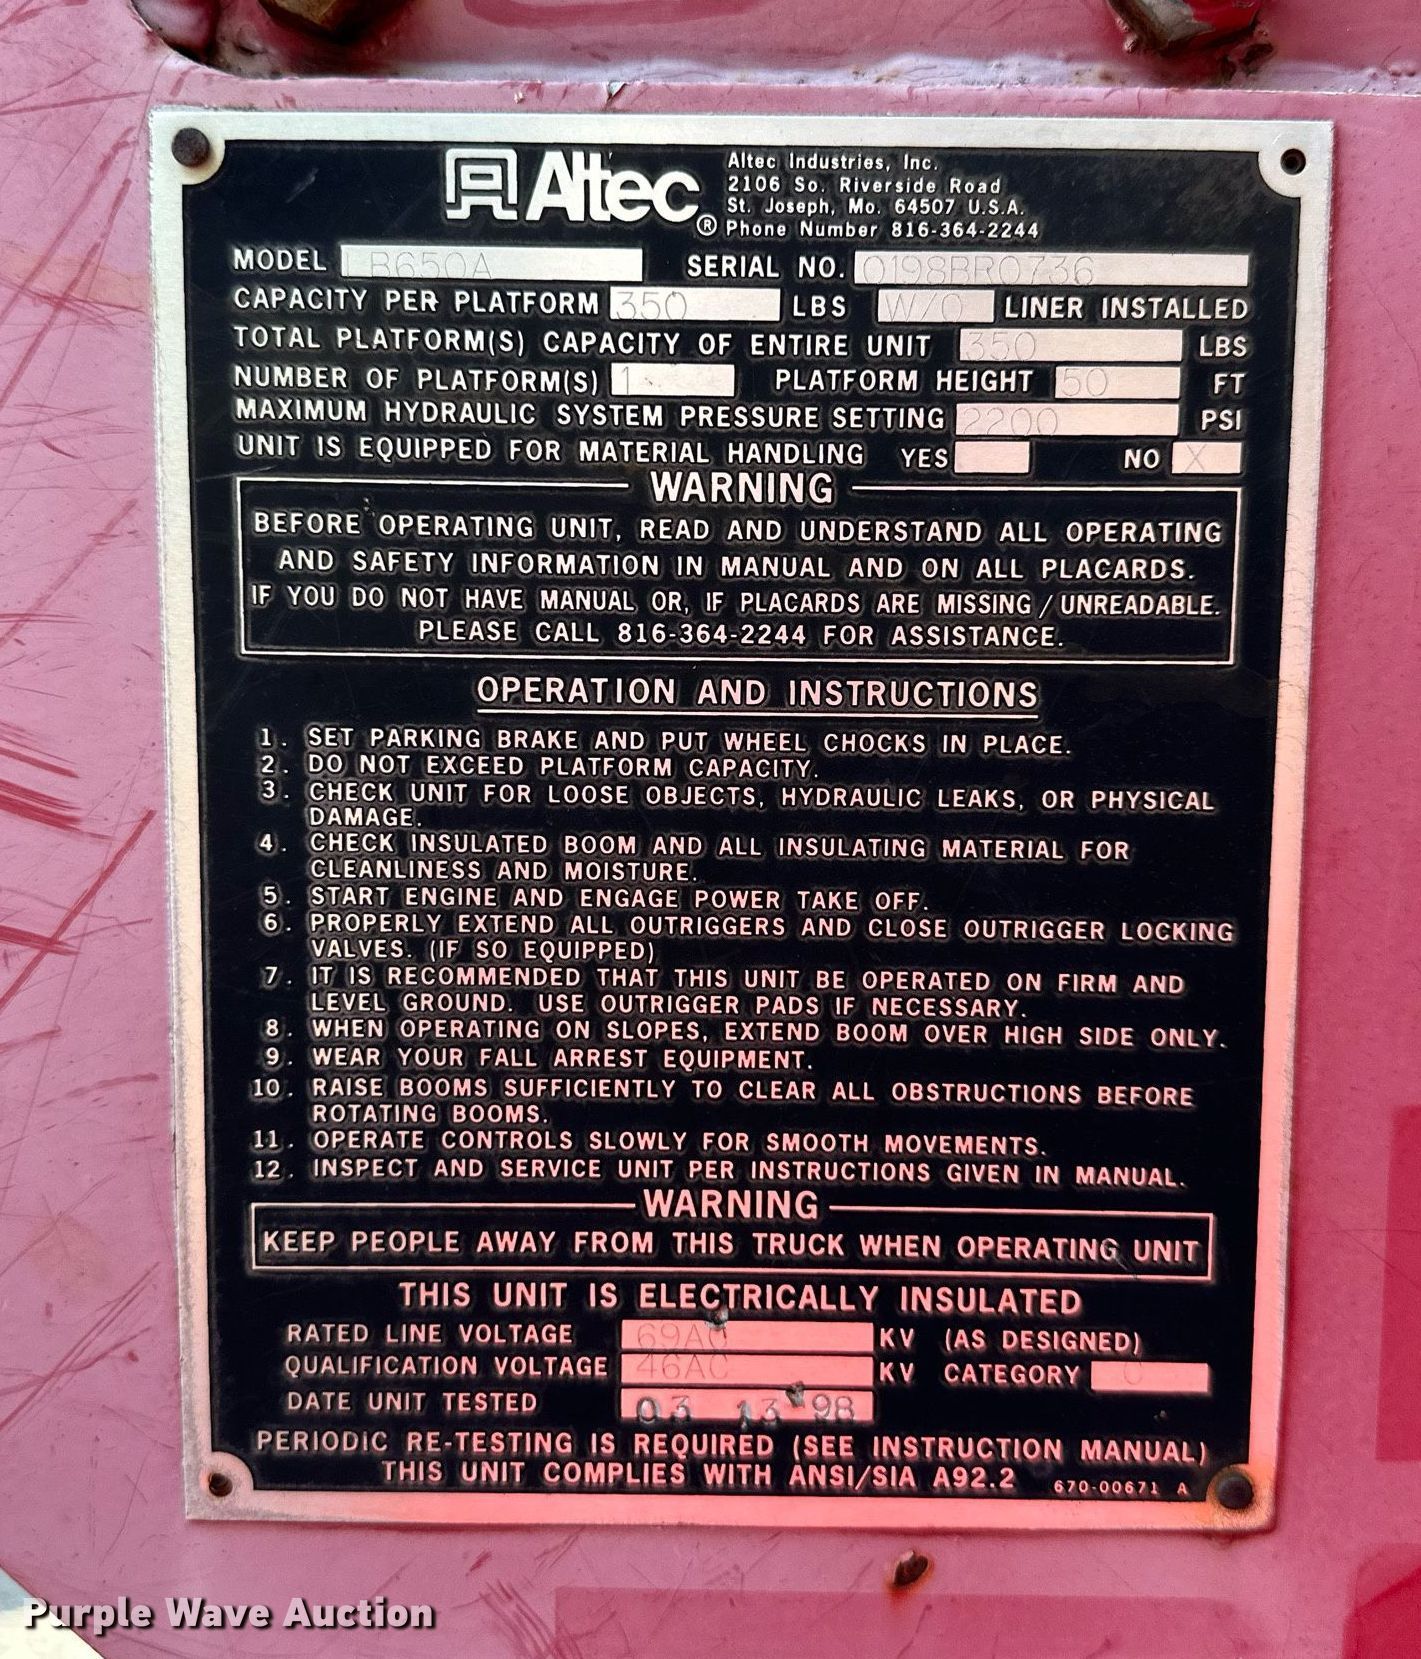 Altec®
Altec Industries, Inc.
2106 So. Riverside Road
St. Joseph, Mo. 64507 U.S.A.
Phone Number 816-364-2244
MODEL SERIAL NO. 0198BR0736
CAPACITY PER PLATFORM 350 LBS W/O LINER INSTALLED
TOTAL PLATFORM(S) CAPACITY OF ENTIRE UNIT 350 LBS
NUMBER OF PLATFORM(S) 1 PLATFORM HEIGHT 50 FT
MAXIMUM HYDRAULIC SYSTEM PRESSURE SETTING 2200 PSI
UNIT IS EQUIPPED FOR MATERIAL HANDLING YES NO X
WARNING
BEFORE OPERATING UNIT, READ AND UNDERSTAND ALL OPERATING
AND SAFETY INFORMATION IN MANUAL AND ON ALL PLACARDS.
IF YOU DO NOT HAVE MANUAL OR, IF PLACARDS ARE MISSING/UNREADABLE.
PLEASE CALL 816-364-2244 FOR ASSISTANCE.
OPERATION AND INSTRUCTIONS
1. SET PARKING BRAKE AND PUT WHEEL CHOCKS IN PLACE.
2. DO NOT EXCEED PLATFORM CAPACITY.
3. CHECK UNIT FOR LOOSE OBJECTS, HYDRAULIC LEAKS, OR PHYSICAL
DAMAGE.
4. CHECK INSULATED BOOM AND ALL INSULATING MATERIAL FOR
CLEANLINESS AND MOISTURE.
5. START ENGINE AND ENGAGE POWER TAKE OFF.
6. PROPERLY EXTEND ALL OUTRIGGERS AND CLOSE OUTRIGGER LOCKING
VALVES. (IF SO EQUIPPED)
7. IT IS RECOMMENDED THAT THIS UNIT BE OPERATED ON FIRM AND
LEVEL GROUND. USE OUTRIGGER PADS IF NECESSARY.
8. WHEN OPERATING ON SLOPES, EXTEND BOOM OVER HIGH SIDE ONLY.
9. WEAR YOUR FALL ARREST EQUIPMENT.
10. RAISE BOOMS SUFFICIENTLY TO CLEAR ALL OBSTRUCTIONS BEFORE
ROTATING BOOMS.
11. OPERATE CONTROLS SLOWLY FOR SMOOTH MOVEMENTS.
12. INSPECT AND SERVICE UNIT PER INSTRUCTIONS GIVEN IN MANUAL.
WARNING
KEEP PEOPLE AWAY FROM THIS TRUCK WHEN OPERATING UNIT
THIS UNIT IS ELECTRICALLY INSULATED
RATED LINE VOLTAGE 69AC KV (AS DESIGNED)
QUALIFICATION VOLTAGE 46AC KV CATEGORY
DATE UNIT TESTED 03 13 98
PERIODIC RE-TESTING IS REQUIRED (SEE INSTRUCTION MANUAL)
THIS UNIT COMPLIES WITH ANSI/SIA A92.2 670-00671 A
Purple Wave Auction